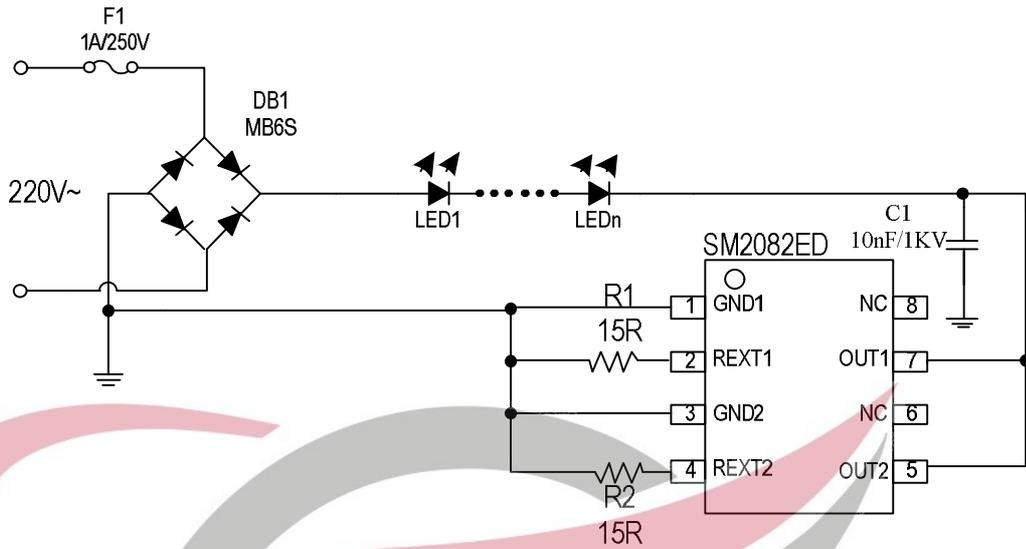 F1
1A/250V
DB1
MB6S
220V~
LED1
LEDn
C1
10nF/1KV
SM2082ED
R1
15R
1 GND1 NC 8
2 REXT1 OUT1 7
3 GND2 NC 6
4 REXT2 OUT2 5
R2
15R